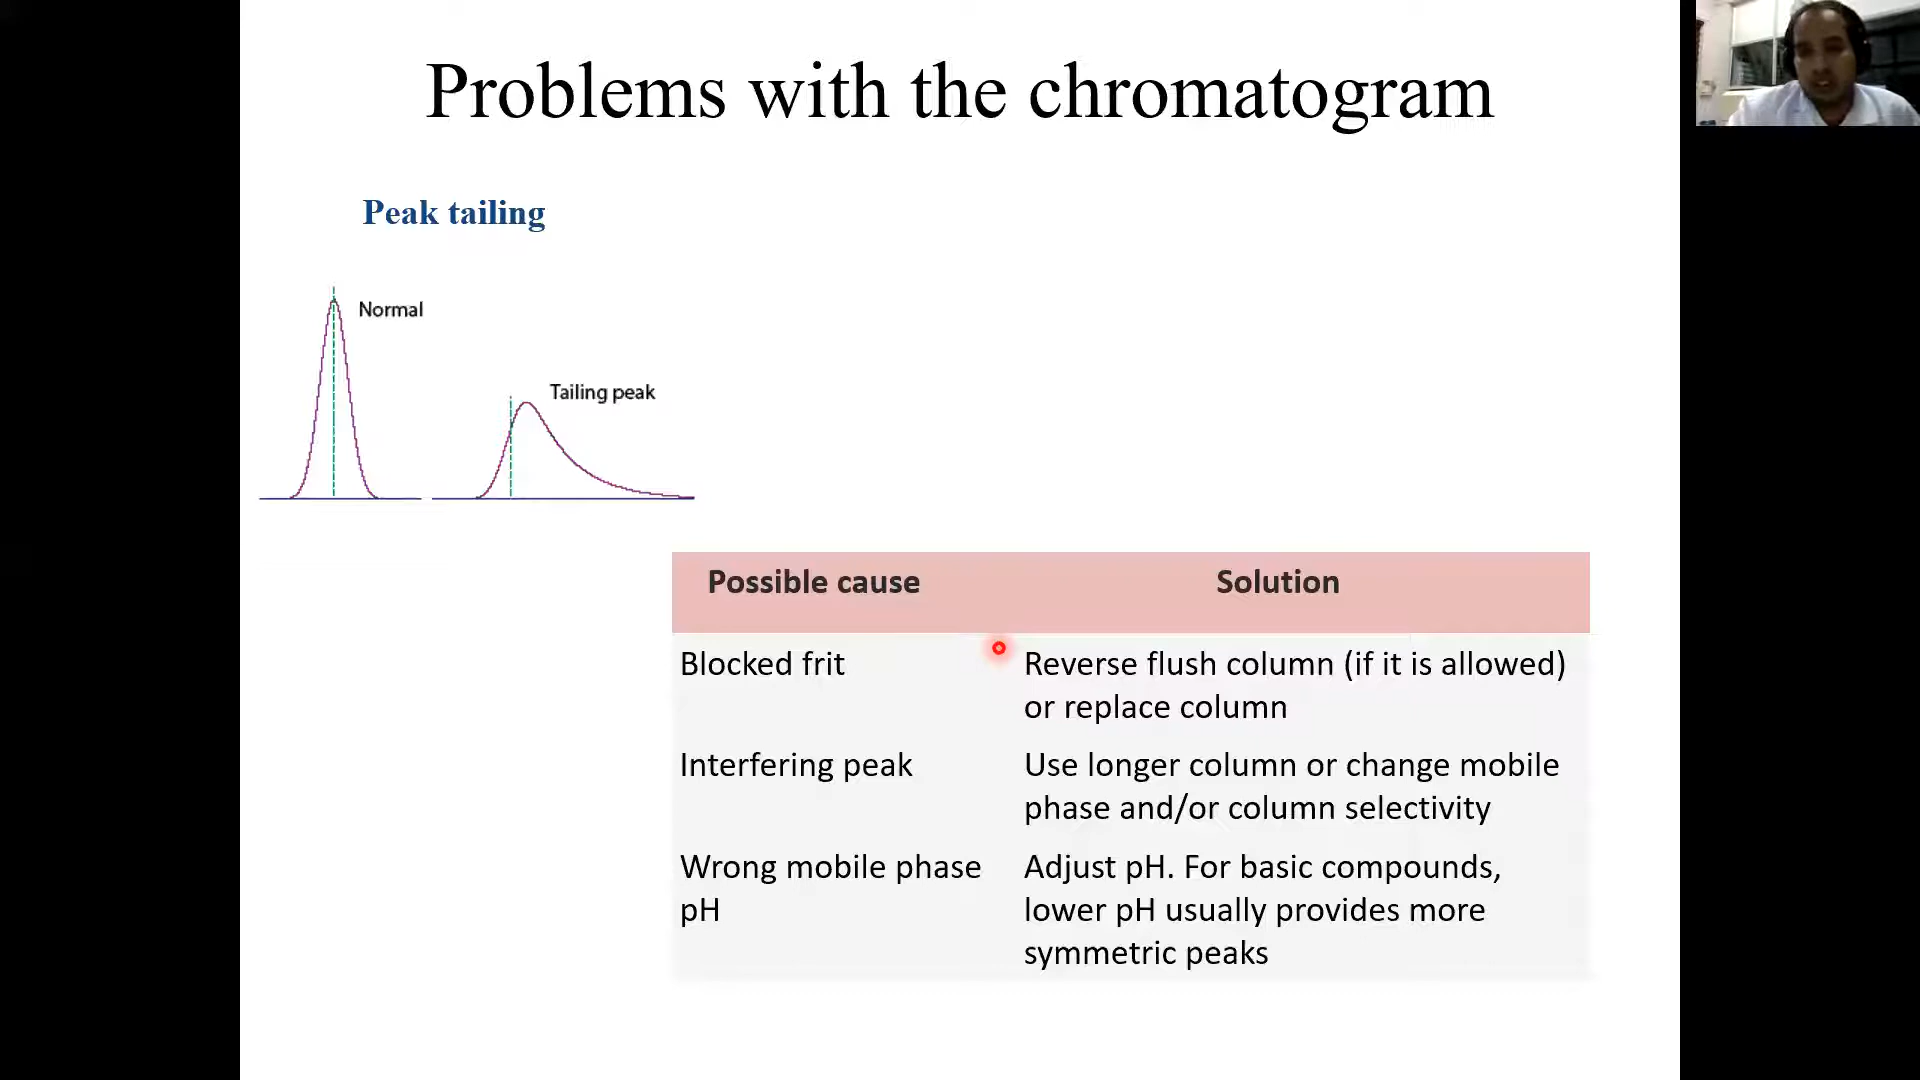 Problems with the chromatogram
Peak tailing
Normal
Tailing peak
Possible cause
Solution
Blocked frit
Reverse flush column (if it is allowed)
or replace column
Interfering peak
Use longer column or change mobile
phase and/or column selectivity
Wrong mobile phase
pH
Adjust pH. For basic compounds,
lower pH usually provides more
symmetric peaks